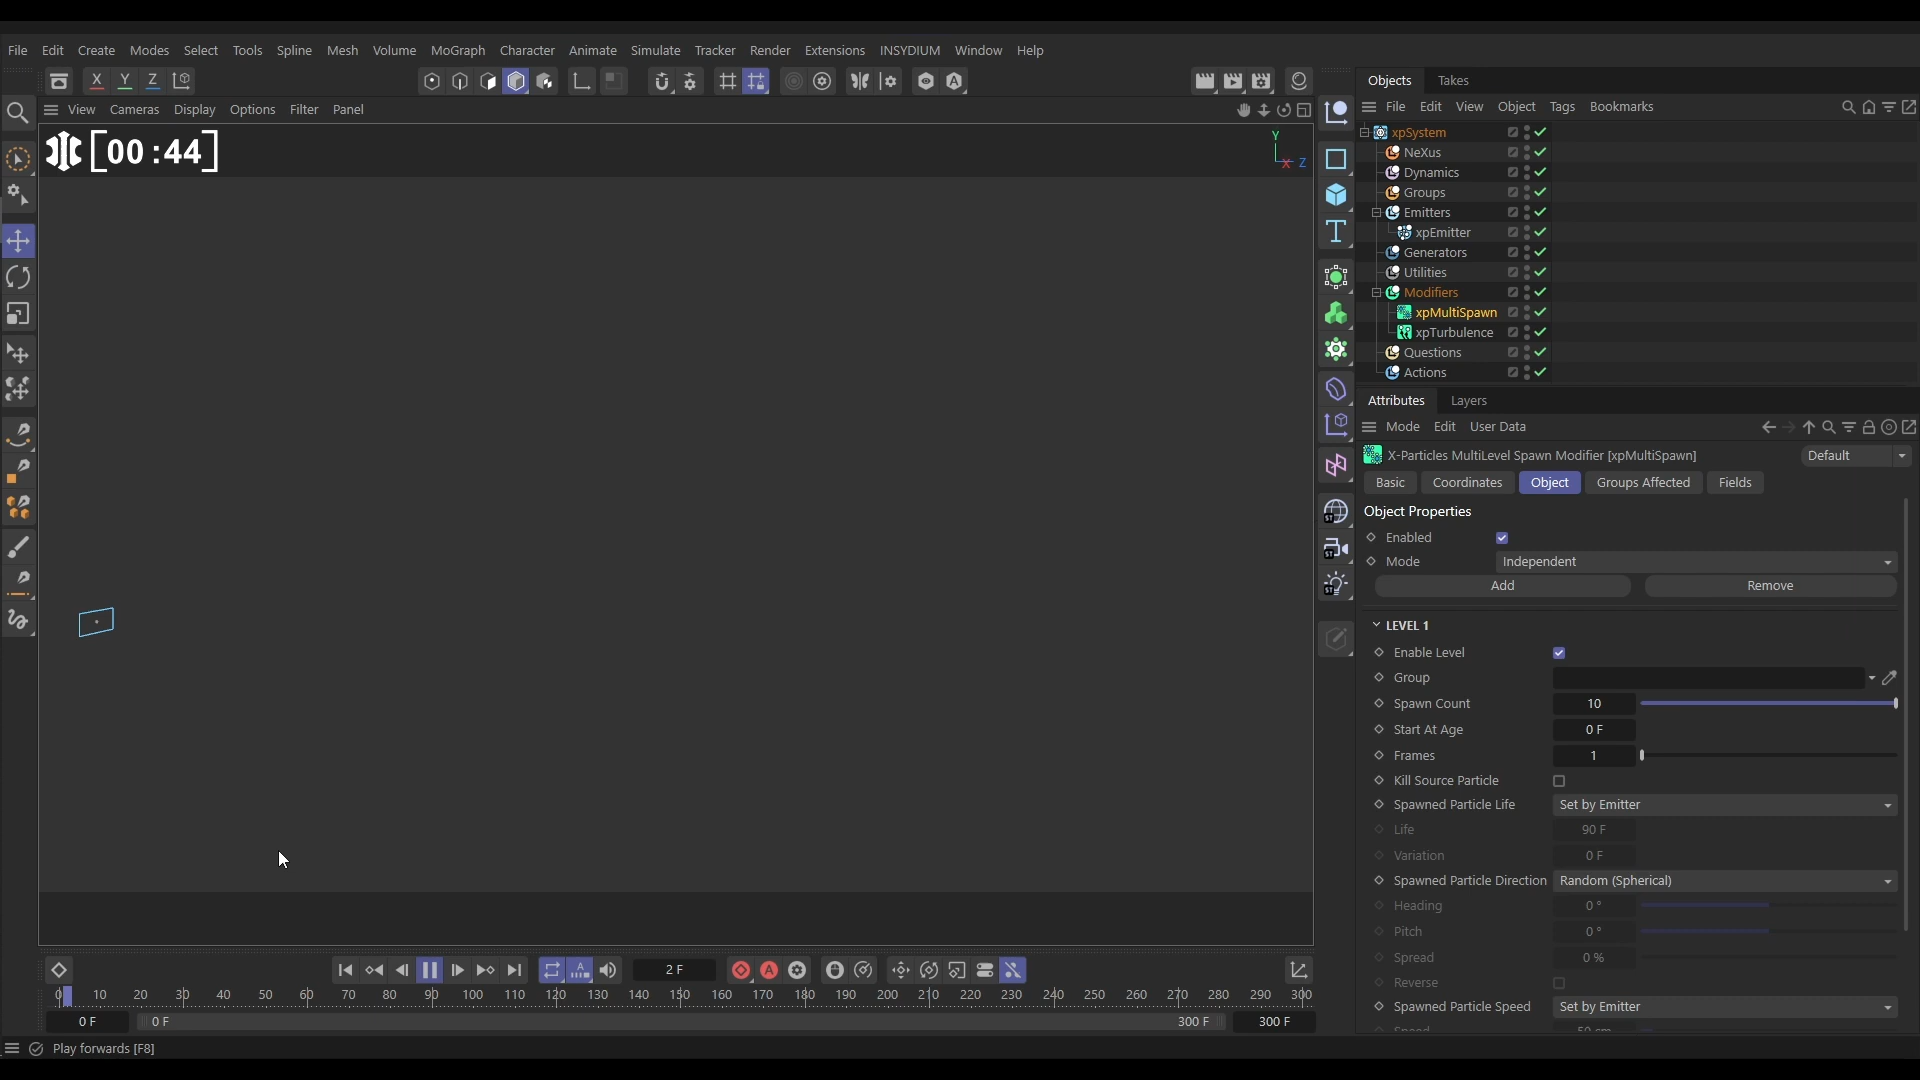 File Edit Create Modes Select Tools Spline Mesh Volume MoGraph Character Animate Simulate Tracker Render Extensions INSYDIUM Window Help
X Y Z
View Cameras Display Options Filter Panel
[00 :44]
Y
X Z
Objects Takes
File Edit View Object Tags Bookmarks
xpSystem
NeXus
Dynamics
Groups
Emitters
xpEmitter
Generators
Utilities
Modifiers
xpMultiSpawn
xpTurbulence
Questions
Actions
Attributes Layers
Mode Edit User Data
X-Particles MultiLevel Spawn Modifier [xpMultiSpawn] Default
Basic Coordinates Object Groups Affected Fields
Object Properties
Enabled
Mode Independent
Add Remove
LEVEL 1
Enable Level
Group
Spawn Count 10
Start At Age 0 F
Frames 1
Kill Source Particle
Spawned Particle Life Set by Emitter
Life 90 F
Variation 0 F
Spawned Particle Direction Random (Spherical)
Heading 0 °
Pitch 0 °
Spread 0 %
Reverse
Spawned Particle Speed Set by Emitter
Speed 50 cm
2 F
0 10 20 30 40 50 60 70 80 90 100 110 120 130 140 150 160 170 180 190 200 210 220 230 240 250 260 270 280 290 300
0 F 0 F 300 F 300 F
Play forwards [F8]